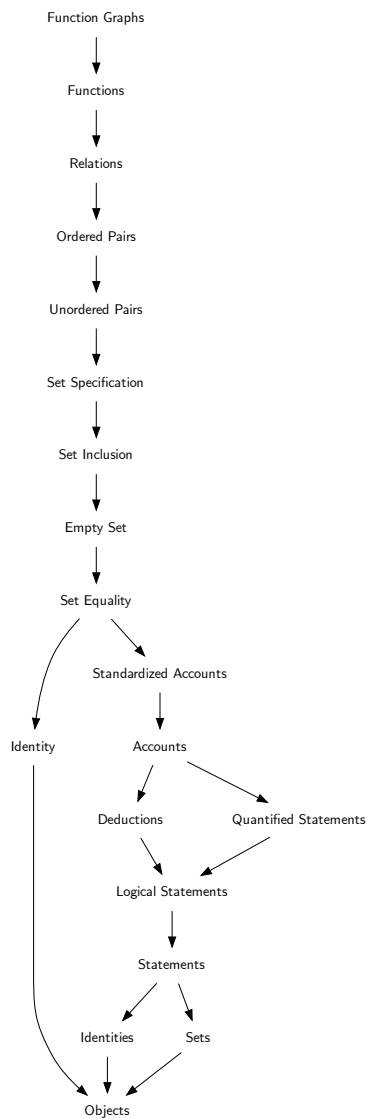 Function Graphs
Functions
Relations
Ordered Pairs
Unordered Pairs
Set Specification
Set Inclusion
Empty Set
Set Equality
Standardized Accounts
Identity
Accounts
Deductions
Quantified Statements
Logical Statements
Statements
Identities
Sets
Objects